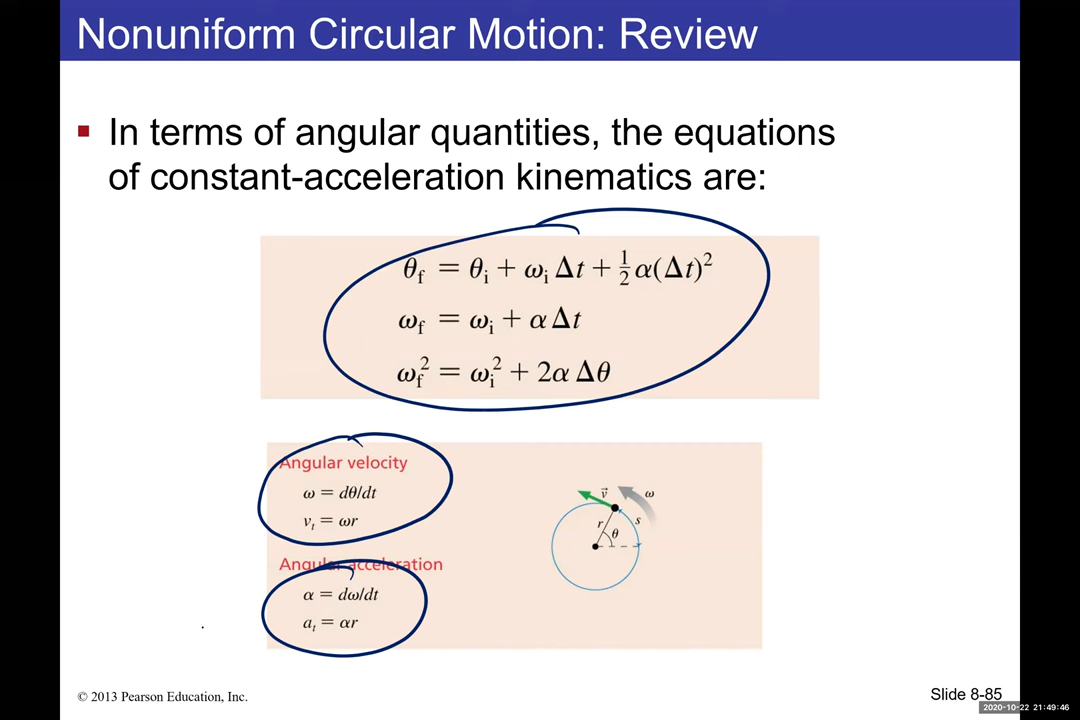 Nonuniform Circular Motion: Review
▪ In terms of angular quantities, the equations
of constant-acceleration kinematics are:
θf = θi + ωi Δt + ½α(Δt)²
ωf = ωi + α Δt
ωf² = ωi² + 2α Δθ
Angular velocity
ω = dθ/dt
vt = ωr
Angular acceleration
α = dω/dt
at = αr
v⃗
ω
r
s
θ
© 2013 Pearson Education, Inc.
Slide 8-85
2020-10-22 21:49:46